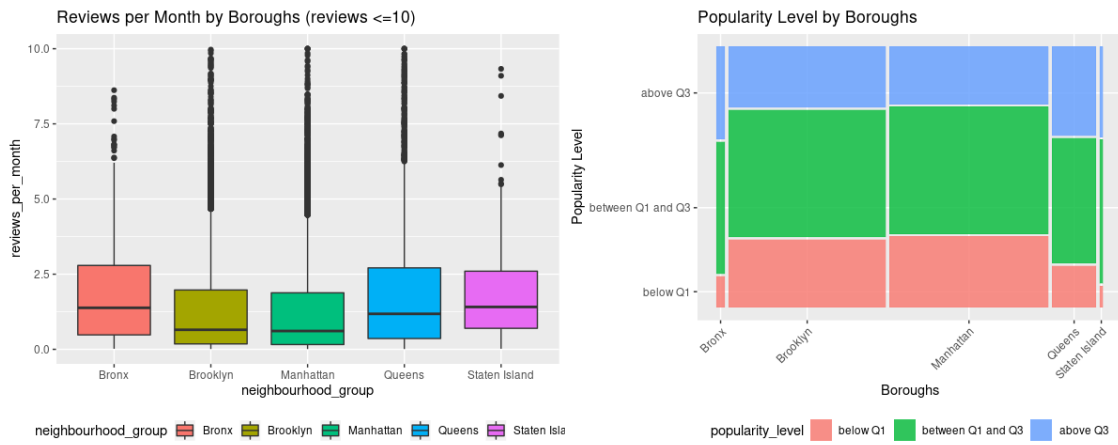 Reviews per Month by Boroughs (reviews <=10)
reviews_per_month
10.0
7.5
5.0
2.5
0.0
Bronx
Brooklyn
Manhattan
Queens
Staten Island
neighbourhood_group
neighbourhood_group
Bronx
Brooklyn
Manhattan
Queens
Staten Isla
Popularity Level by Boroughs
Popularity Level
above Q3
between Q1 and Q3
below Q1
Bronx
Brooklyn
Manhattan
Queens
Staten Island
Boroughs
popularity_level
below Q1
between Q1 and Q3
above Q3